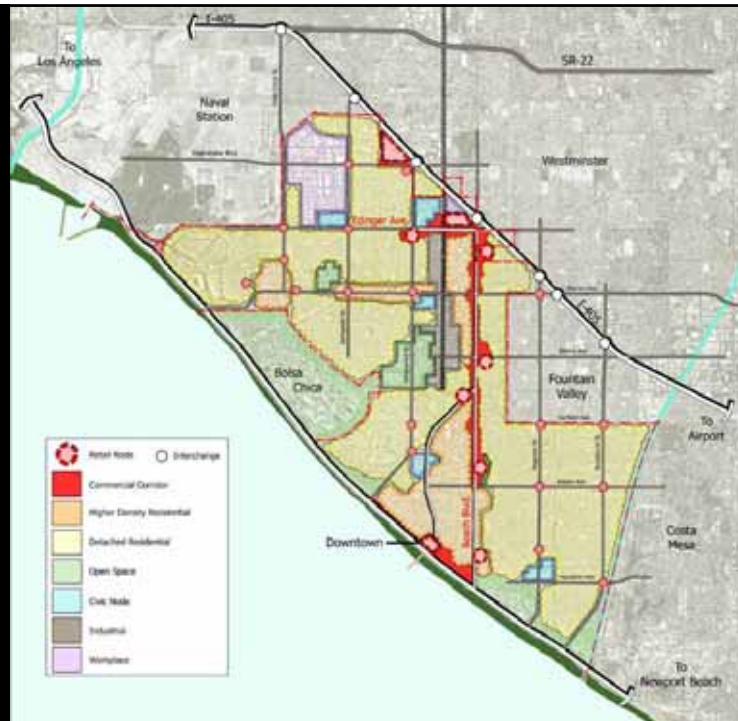 I-405
To
Los Angeles
SR-22
Naval
Station
Westminster
Edinger Ave.
I-405
Bolsa
Chica
Fountain
Valley
To
Airport
Beach Blvd.
Costa
Mesa
Downtown
To
Newport Beach
Retail Node
Interchange
Commercial Corridor
Higher Density Residential
Detached Residential
Open Space
Civic Node
Industrial
Workplace